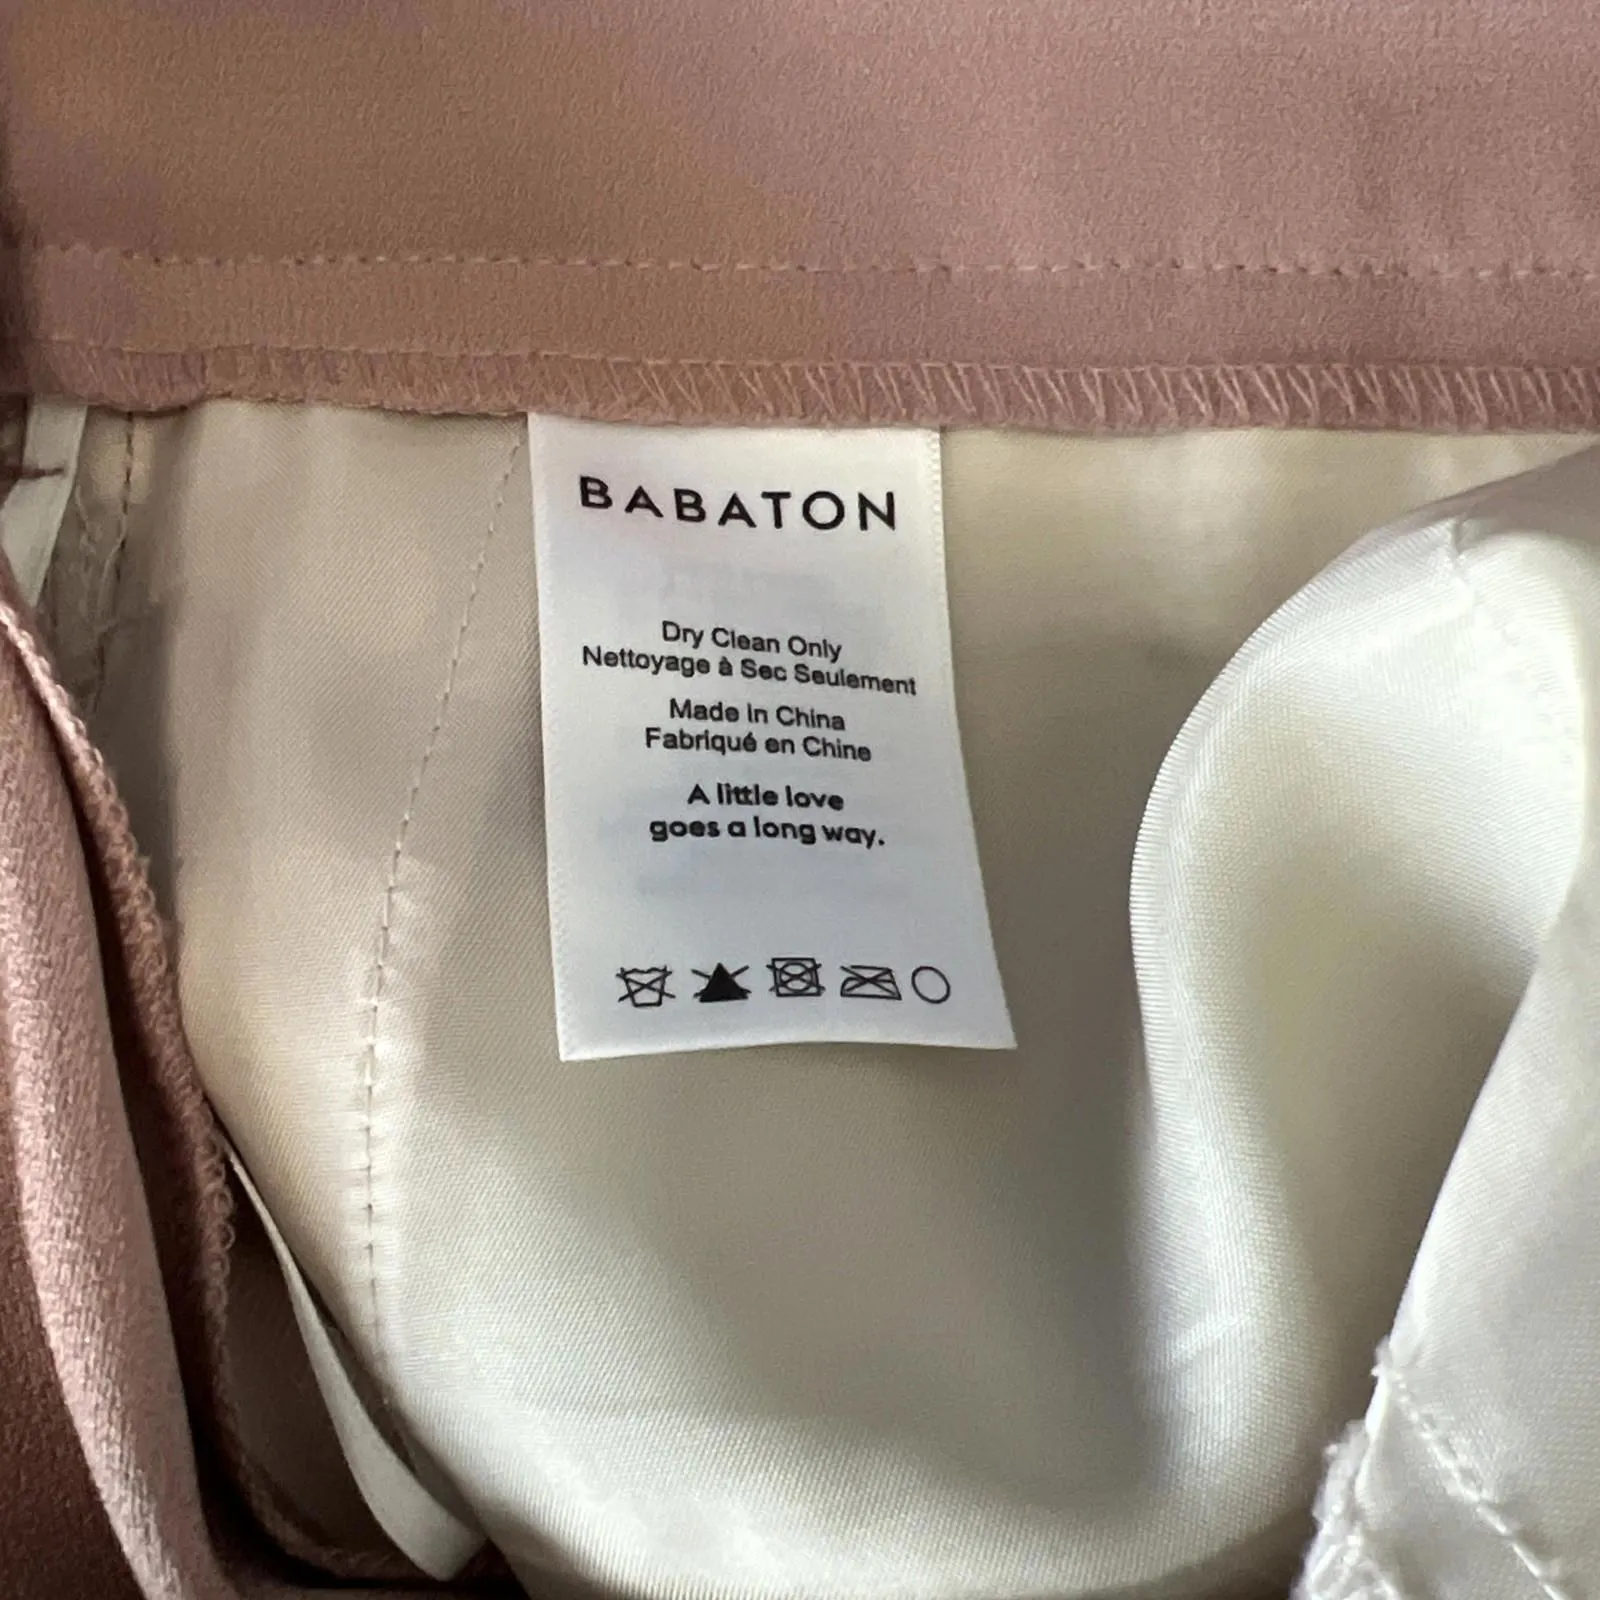 BABATON
Dry Clean Only
Nettoyage à Sec Seulement
Made in China
Fabriqué en Chine
A little love
goes a long way.